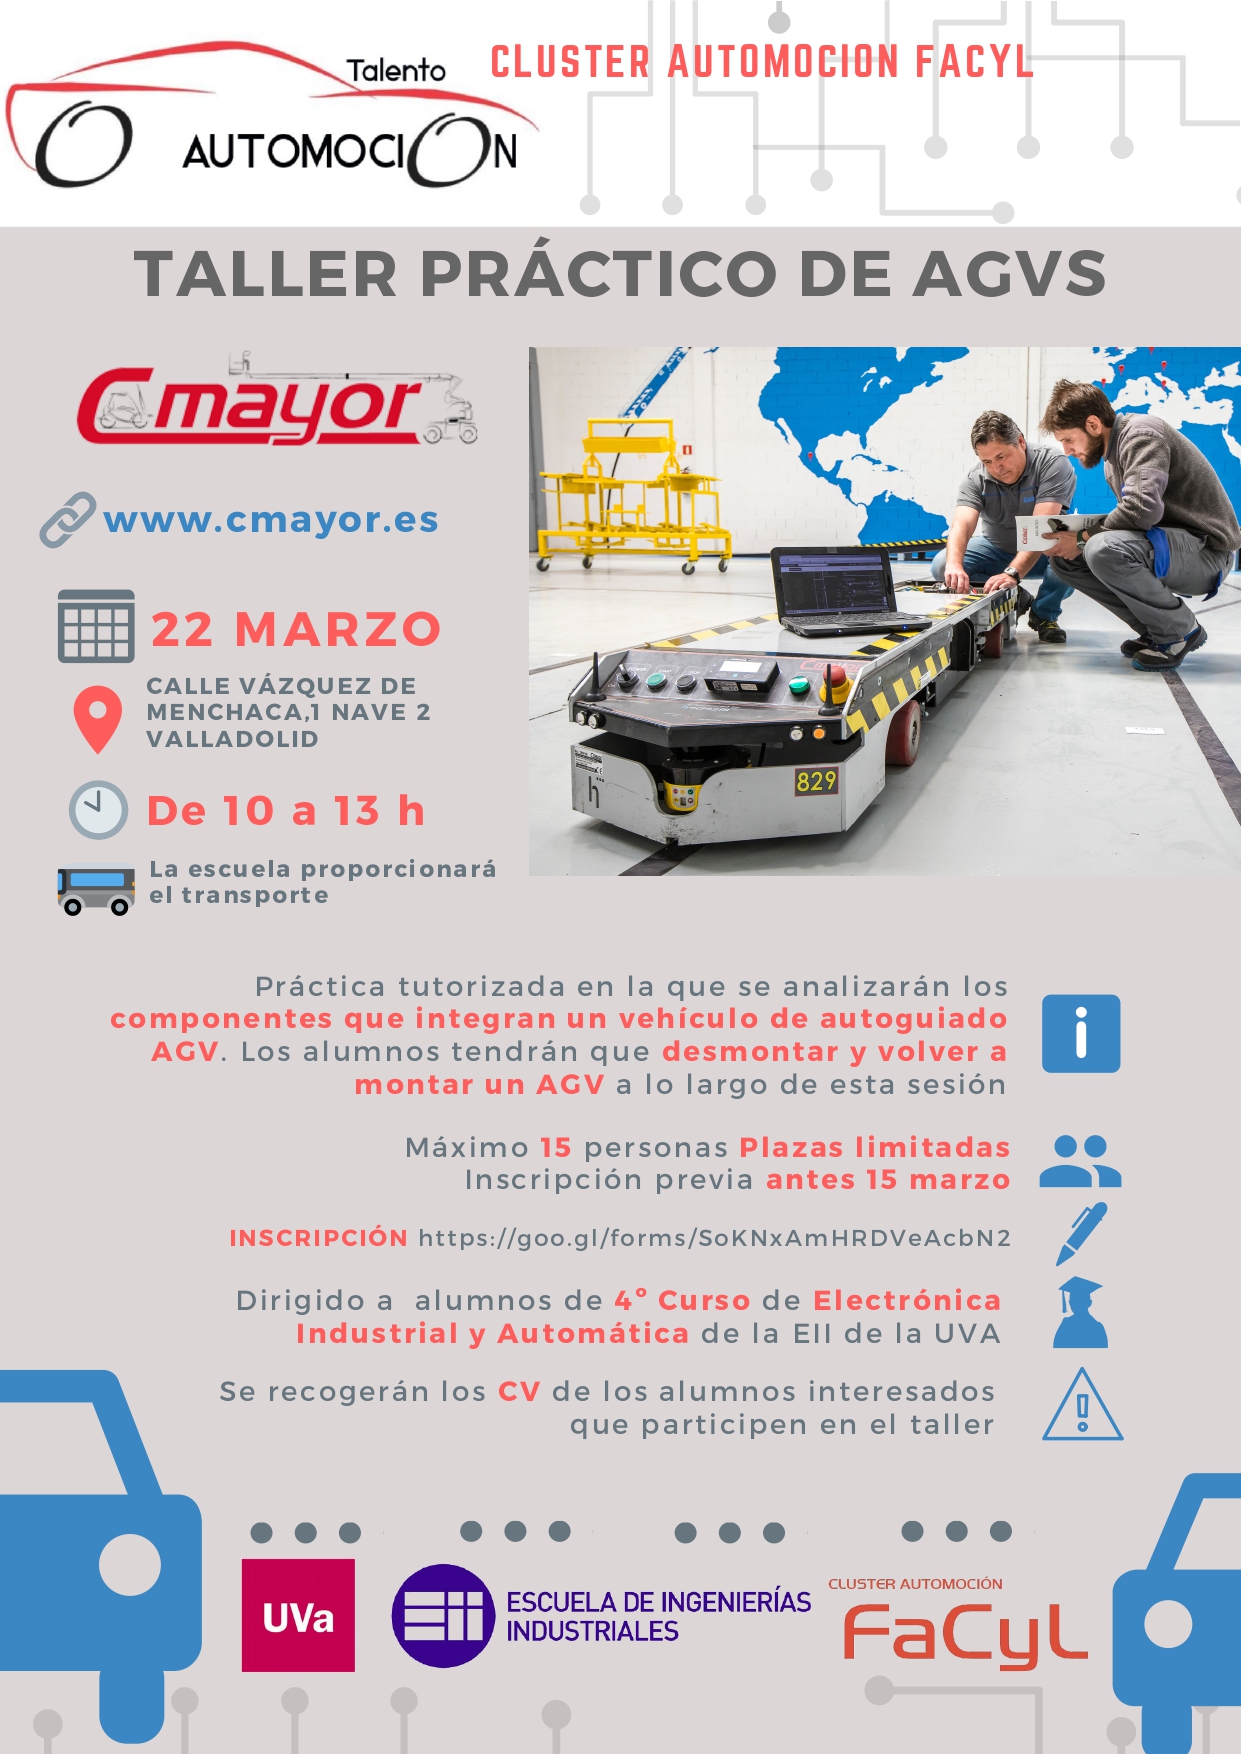 Talento
AUTOMOCIÓN
CLUSTER AUTOMOCION FACYL
TALLER PRÁCTICO DE AGVS
Cmayor
www.cmayor.es
22 MARZO
CALLE VÁZQUEZ DE
MENCHACA,1 NAVE 2
VALLADOLID
De 10 a 13 h
La escuela proporcionará
el transporte
Cmayor
829
Práctica tutorizada en la que se analizarán los
componentes que integran un vehículo de autoguiado
AGV. Los alumnos tendrán que desmontar y volver a
montar un AGV a lo largo de esta sesión
Máximo 15 personas Plazas limitadas
Inscripción previa antes 15 marzo
INSCRIPCIÓN https://goo.gl/forms/SoKNxAmHRDVeAcbN2
Dirigido a alumnos de 4º Curso de Electrónica
Industrial y Automática de la EII de la UVA
Se recogerán los CV de los alumnos interesados
que participen en el taller
UVa
ESCUELA DE INGENIERÍAS
INDUSTRIALES
CLUSTER AUTOMOCIÓN
FaCyL